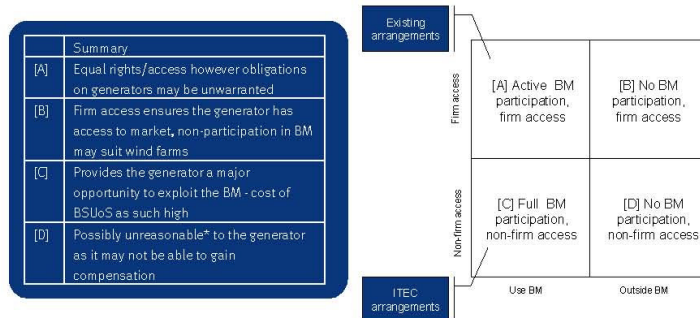 Summary
[A] Equal rights/access however obligations
on generators may be unwarranted
[B] Firm access ensures the generator has
access to market, non-participation in BM
may suit wind farms
[C] Provides the generator a major
opportunity to exploit the BM - cost of
BSUoS as such high
[D] Possibly unreasonable* to the generator
as it may not be able to gain
compensation
Existing
arrangements
Firm access
[A] Active BM
participation,
firm access
[B] No BM
participation,
firm access
Non-firm access
[C] Full BM
participation,
non-firm access
[D] No BM
participation,
non-firm access
ITEC
arrangements
Use BM
Outside BM